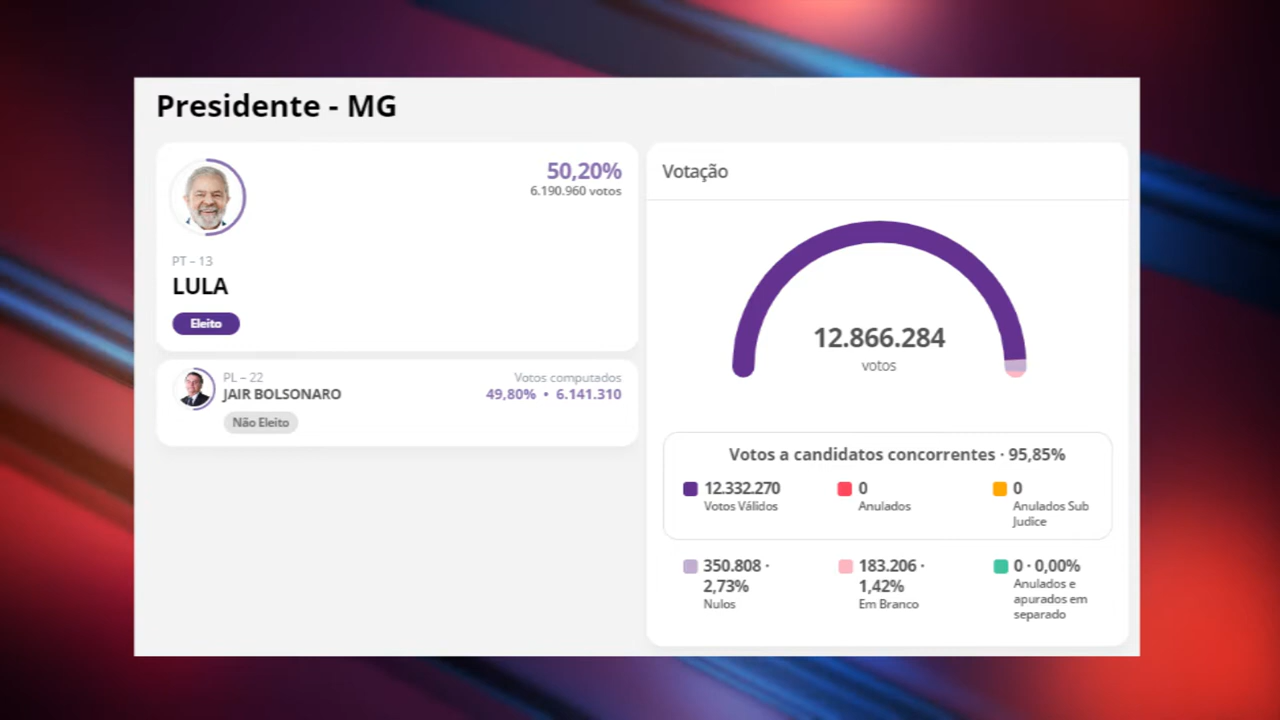 Presidente - MG
50,20%
6.190.960 votos
PT – 13
LULA
Eleito
PL – 22
JAIR BOLSONARO
Não Eleito
Votos computados
49,80% • 6.141.310
Votação
12.866.284
votos
Votos a candidatos concorrentes · 95,85%
12.332.270
Votos Válidos
0
Anulados
0
Anulados Sub
Judice
350.808 ·
2,73%
Nulos
183.206 ·
1,42%
Em Branco
0 · 0,00%
Anulados e
apurados em
separado